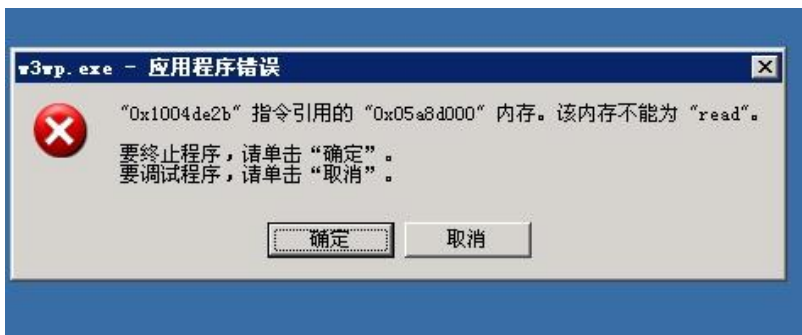 w3wp.exe - 应用程序错误
"0x1004de2b" 指令引用的 "0x05a8d000" 内存。该内存不能为 "read"。
要终止程序，请单击“确定”。
要调试程序，请单击“取消”。
确定
取消